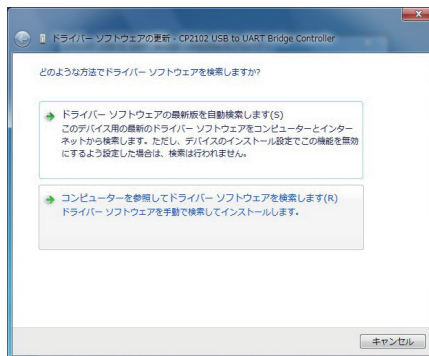 ドライバー ソフトウェアの更新 - CP2102 USB to UART Bridge Controller
どのような方法でドライバー ソフトウェアを検索しますか?
ドライバー ソフトウェアの最新版を自動検索します(S)
このデバイス用の最新のドライバー ソフトウェアをコンピューターとインター
ネットから検索します。ただし、デバイスのインストール設定でこの機能を無効
にするよう設定した場合は、検索は行われません。
コンピューターを参照してドライバー ソフトウェアを検索します(R)
ドライバー ソフトウェアを手動で検索してインストールします。
キャンセル